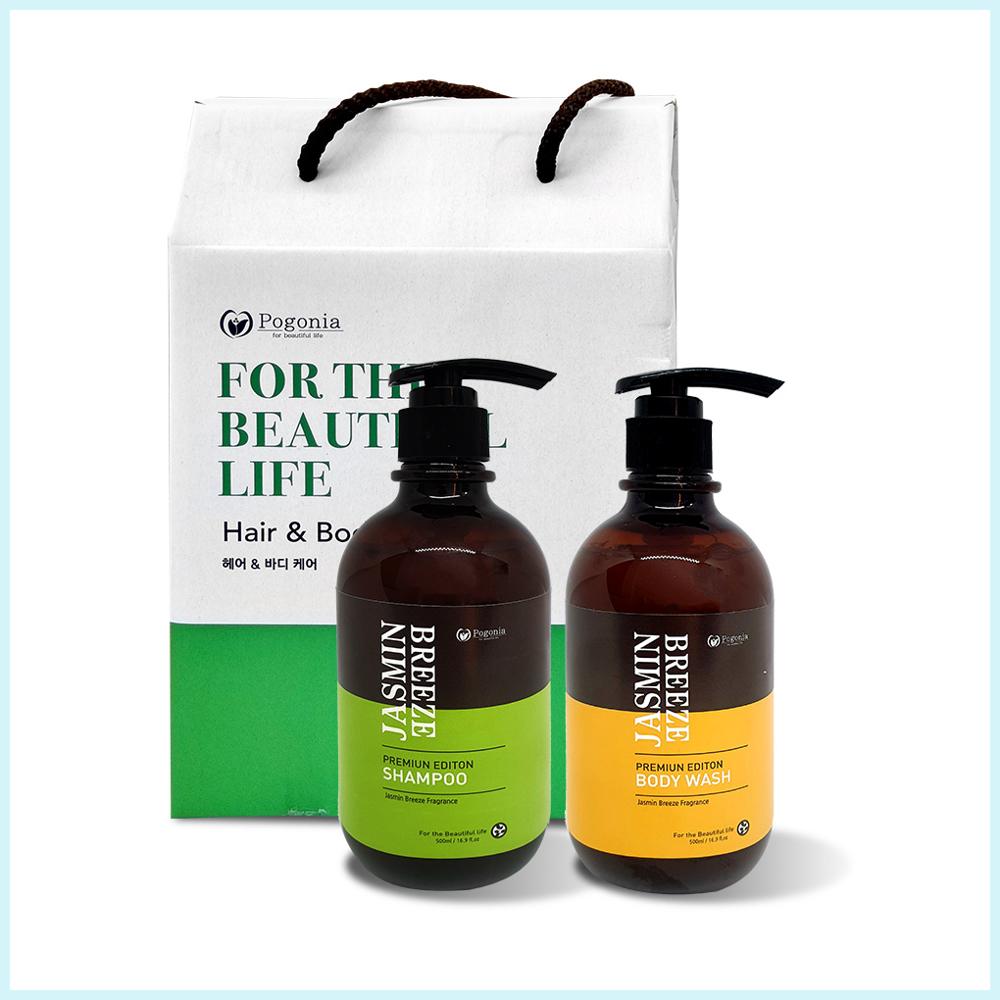 Pogonia
for beautiful life
FOR THE
BEAUTIFUL
LIFE
Hair & Bo
헤어 & 바디 케어
JASMIN
BREEZE
Pogonia
PREMIUN EDITON
SHAMPOO
Jasmin Breeze Fragrance
For the Beautiful life
500ml / 16.9 fl.oz
JASMIN
BREEZE
Pogonia
PREMIUN EDITON
BODY WASH
Jasmin Breeze Fragrance
For the Beautiful life
500ml / 16.9 fl.oz